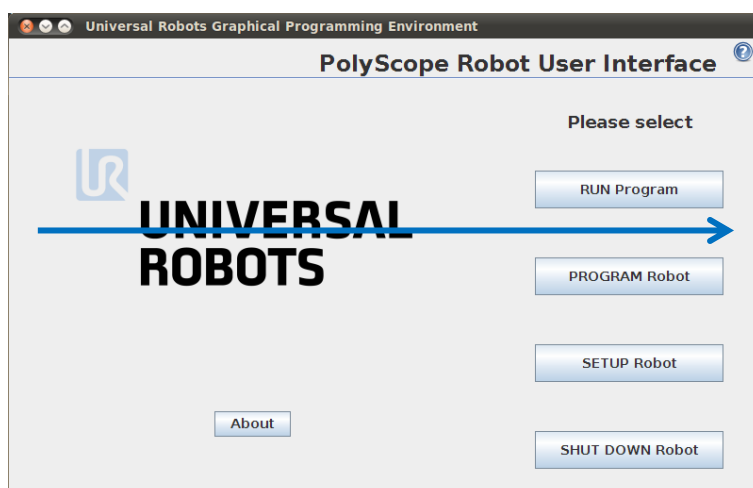 Universal Robots Graphical Programming Environment
PolyScope Robot User Interface
?
Please select
UR
RUN Program
UNIVERSAL
ROBOTS
PROGRAM Robot
SETUP Robot
About
SHUT DOWN Robot